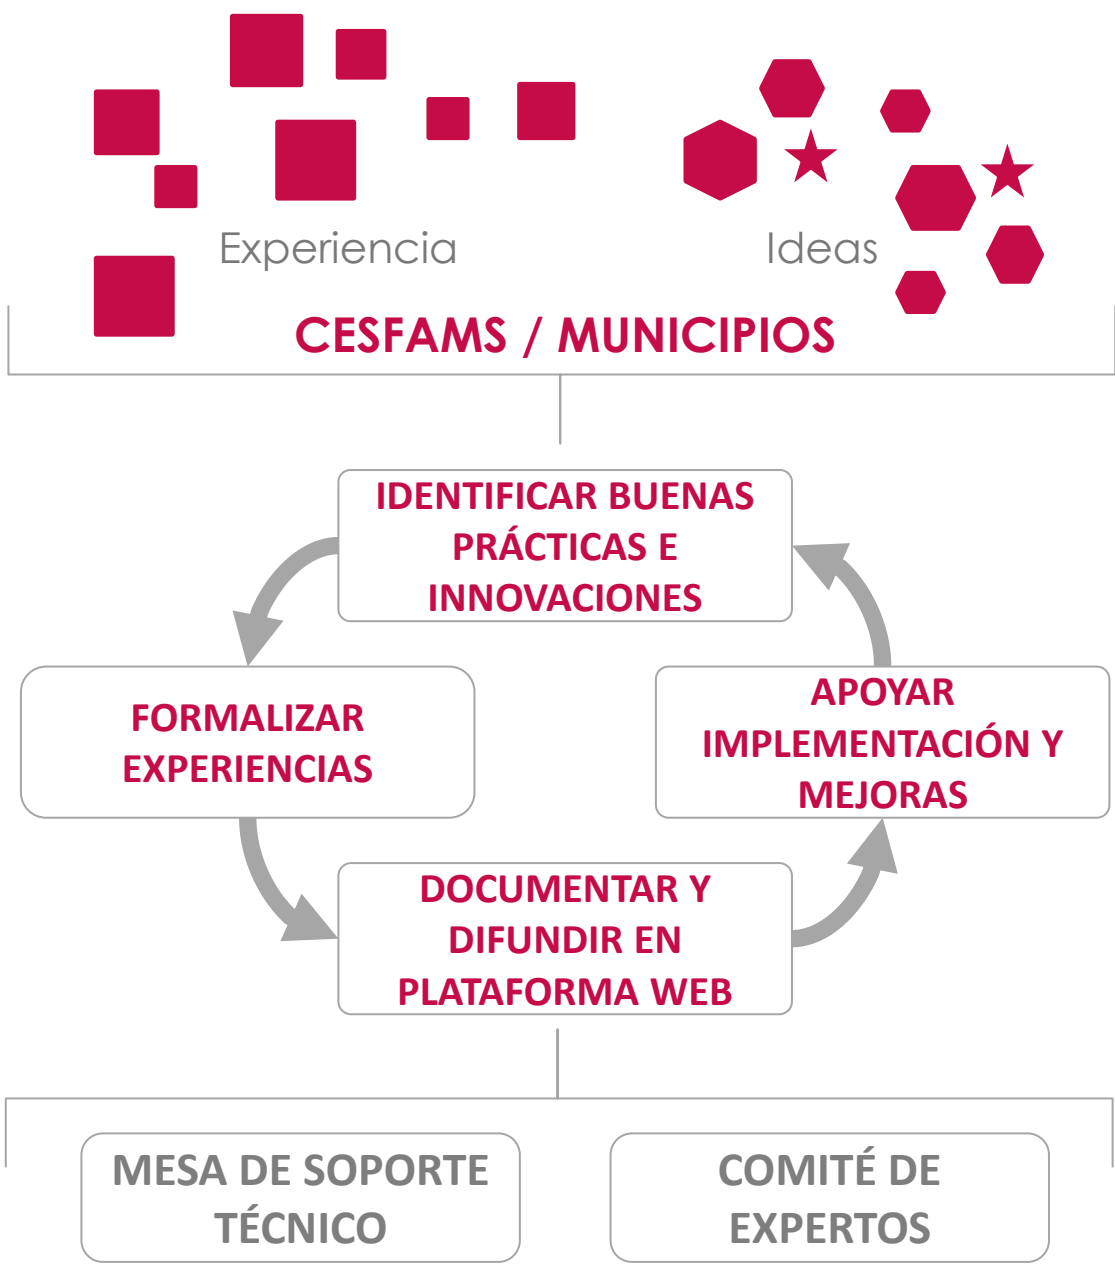 Experiencia
Ideas
CESFAMS / MUNICIPIOS
IDENTIFICAR BUENAS
PRÁCTICAS E
INNOVACIONES
FORMALIZAR
EXPERIENCIAS
APOYAR
IMPLEMENTACIÓN Y
MEJORAS
DOCUMENTAR Y
DIFUNDIR EN
PLATAFORMA WEB
MESA DE SOPORTE
TÉCNICO
COMITÉ DE
EXPERTOS